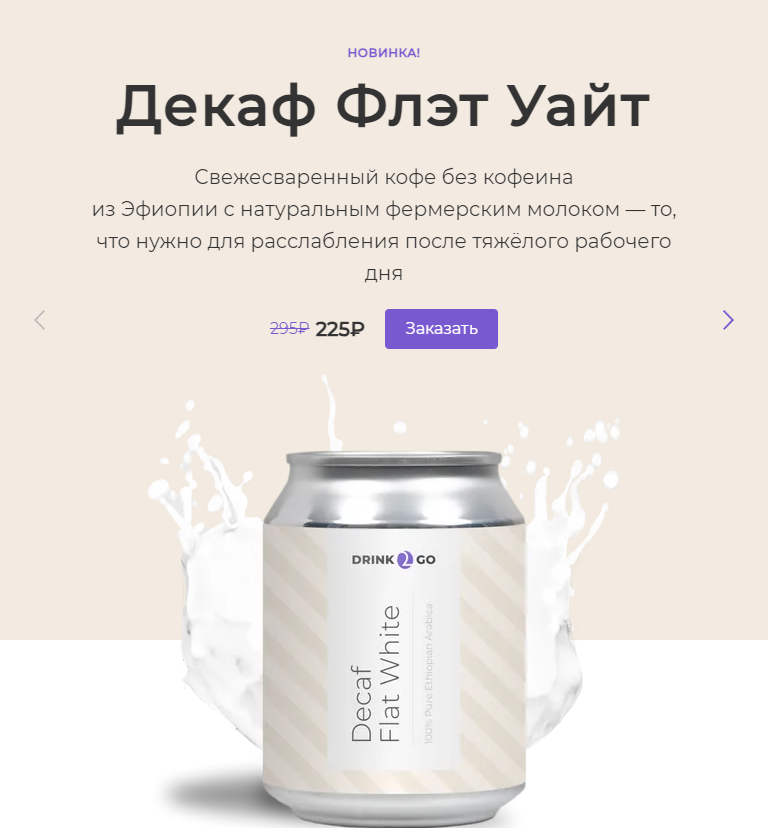 НОВИНКА!
Декаф Флэт Уайт
Свежесваренный кофе без кофеина
из Эфиопии с натуральным фермерским молоком — то,
что нужно для расслабления после тяжёлого рабочего
дня
295₽ 225₽ Заказать
DRINK 2 GO
Decaf
Flat White
100% Pure Ethiopian Arabica